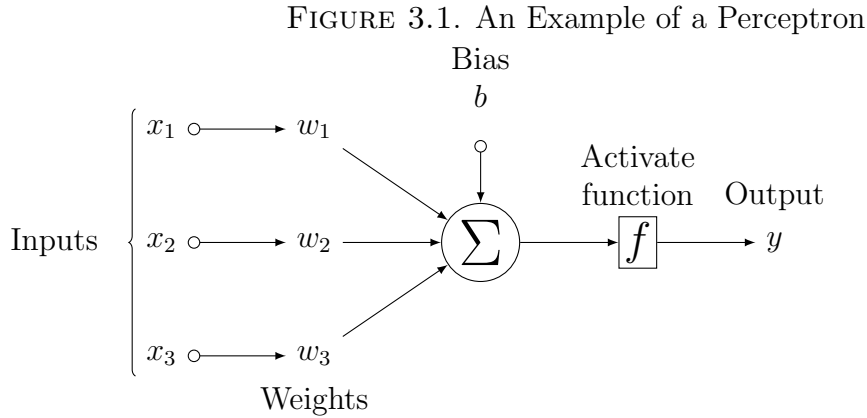 FIGURE 3.1. An Example of a Perceptron
Bias
b
x₁ w₁
Activate
function
Output
Inputs
x₂ w₂ Σ f y
x₃ w₃
Weights